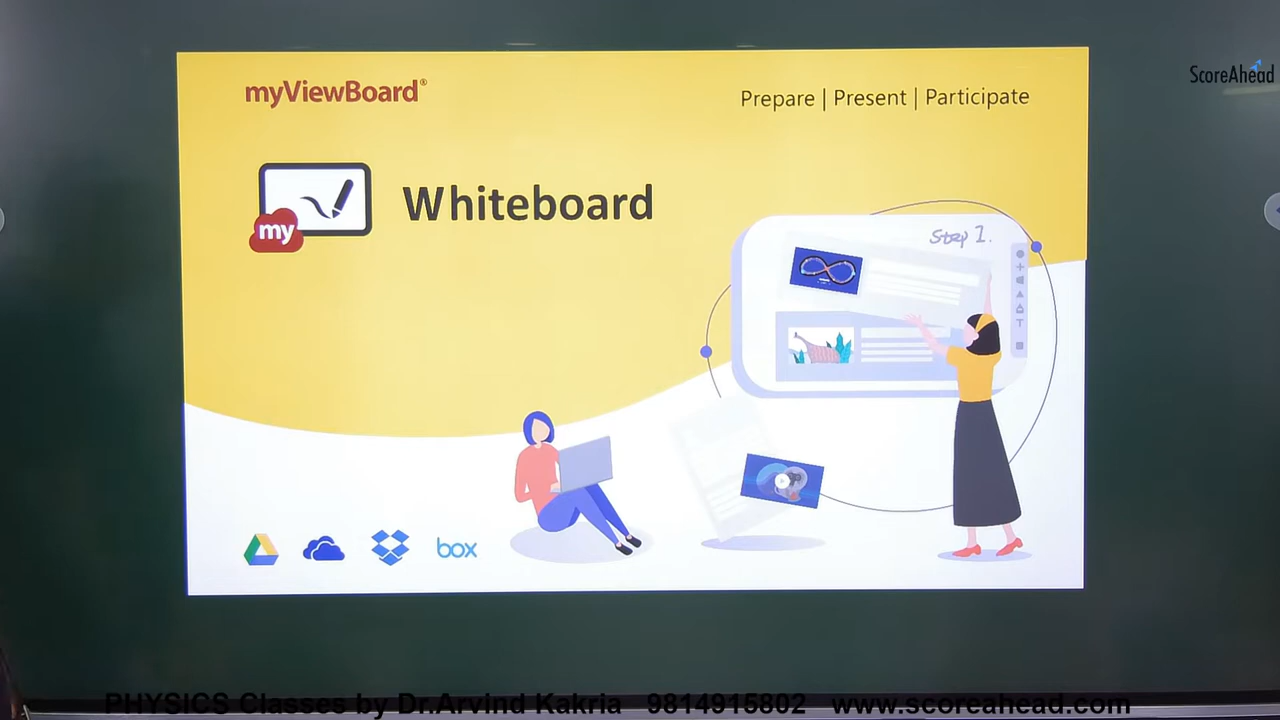 myViewBoard®
Prepare | Present | Participate
ScoreAhead
my
Whiteboard
Step 1.
T
box
PHYSICS Classes by Dr.Arvind Kakria 9814915802 www.scoreahead.com